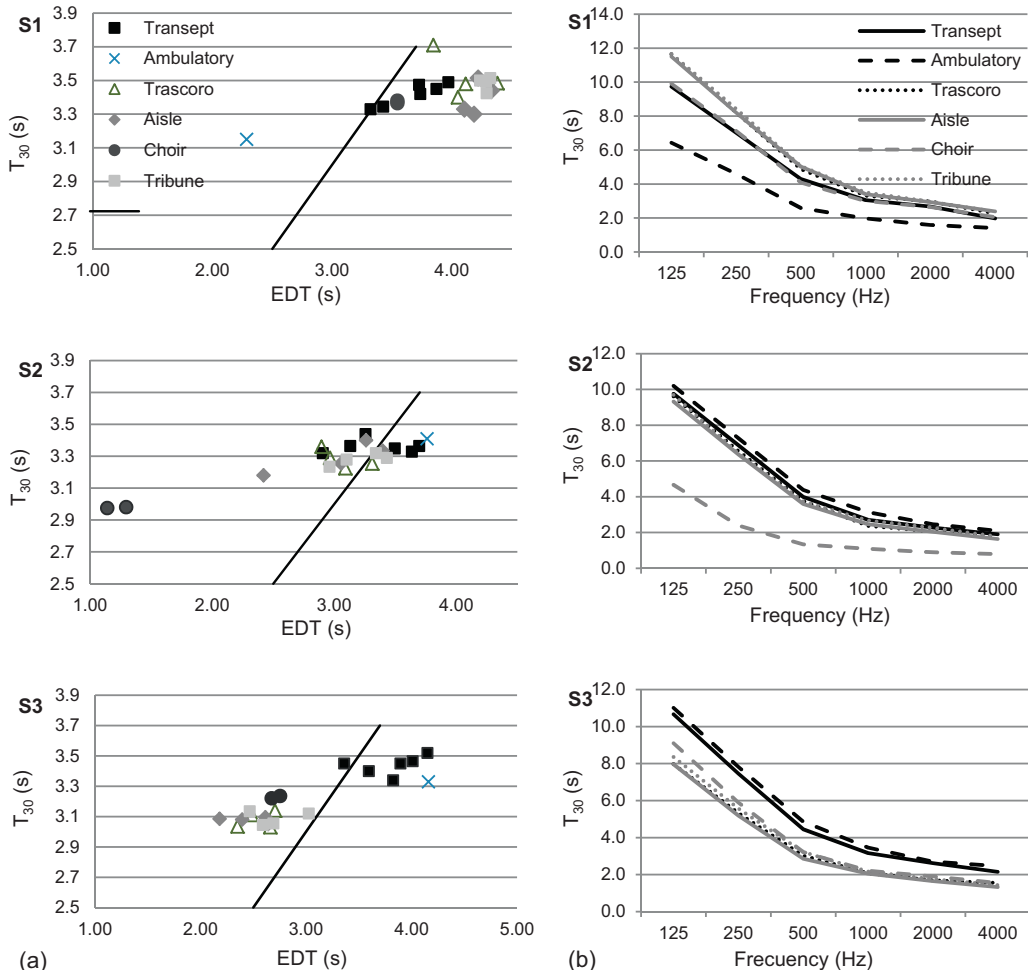 S1
3.9
3.7
3.5
3.3
3.1
2.9
2.7
2.5
T30 (s)
Transept
Ambulatory
Trascoro
Aisle
Choir
Tribune
1.00 2.00 3.00 4.00
EDT (s)
S1
14.0
12.0
10.0
8.0
6.0
4.0
2.0
0.0
T30 (s)
Transept
Ambulatory
Trascoro
Aisle
Choir
Tribune
125 250 500 1000 2000 4000
Frequency (Hz)
S2
3.9
3.7
3.5
3.3
3.1
2.9
2.7
2.5
T30 (s)
1.00 2.00 3.00 4.00
EDT (s)
S2
12.0
10.0
8.0
6.0
4.0
2.0
0.0
T30 (s)
125 250 500 1000 2000 4000
Frequency (Hz)
S3
3.9
3.7
3.5
3.3
3.1
2.9
2.7
2.5
T30 (s)
1.00 2.00 3.00 4.00 5.00
EDT (s)
(a)
S3
12.0
10.0
8.0
6.0
4.0
2.0
0.0
T30 (s)
125 250 500 1000 2000 4000
Frecuency (Hz)
(b)